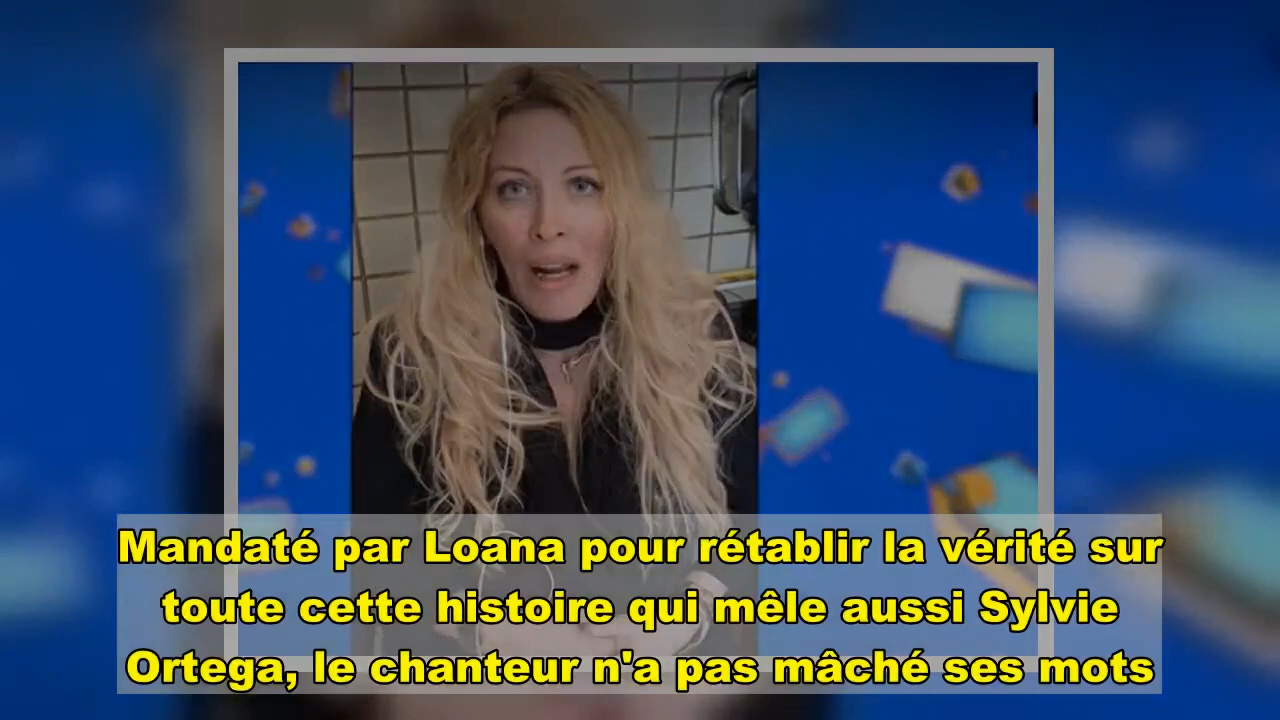 Mandaté par Loana pour rétablir la vérité sur
toute cette histoire qui mêle aussi Sylvie
Ortega, le chanteur n'a pas mâché ses mots